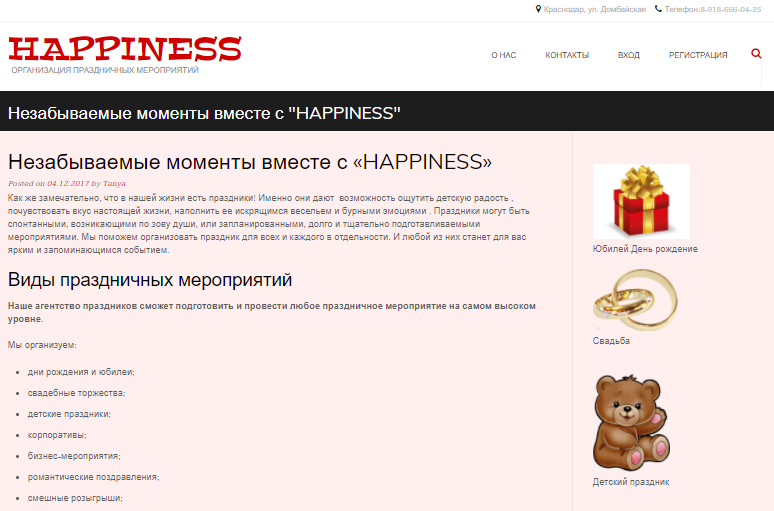 Краснодар, ул. Домбайская Телефон:8-918-666-04-25
HAPPINESS
ОРГАНИЗАЦИЯ ПРАЗДНИЧНЫХ МЕРОПРИЯТИЙ
О НАС КОНТАКТЫ ВХОД РЕГИСТРАЦИЯ
Незабываемые моменты вместе с "HAPPINESS"
Незабываемые моменты вместе с «HAPPINESS»
Posted on 04.12.2017 by Tanya
Как же замечательно, что в нашей жизни есть праздники! Именно они дают возможность ощутить детскую радость ,
почувствовать вкус настоящей жизни, наполнить ее искрящимся весельем и бурными эмоциями . Праздники могут быть
спонтанными, возникающими по зову души, или запланированными, долго и тщательно подготавливаемыми
мероприятиями. Мы поможем организовать праздник для всех и каждого в отдельности. И любой из них станет для вас
ярким и запоминающимся событием.
Виды праздничных мероприятий
Наше агентство праздников сможет подготовить и провести любое праздничное мероприятие на самом высоком
уровне.
Мы организуем:
дни рождения и юбилеи;
свадебные торжества;
детские праздники;
корпоративы;
бизнес-мероприятия;
романтические поздравления;
смешные розыгрыши;
Юбилей.День рождение
Свадьба
Детский праздник